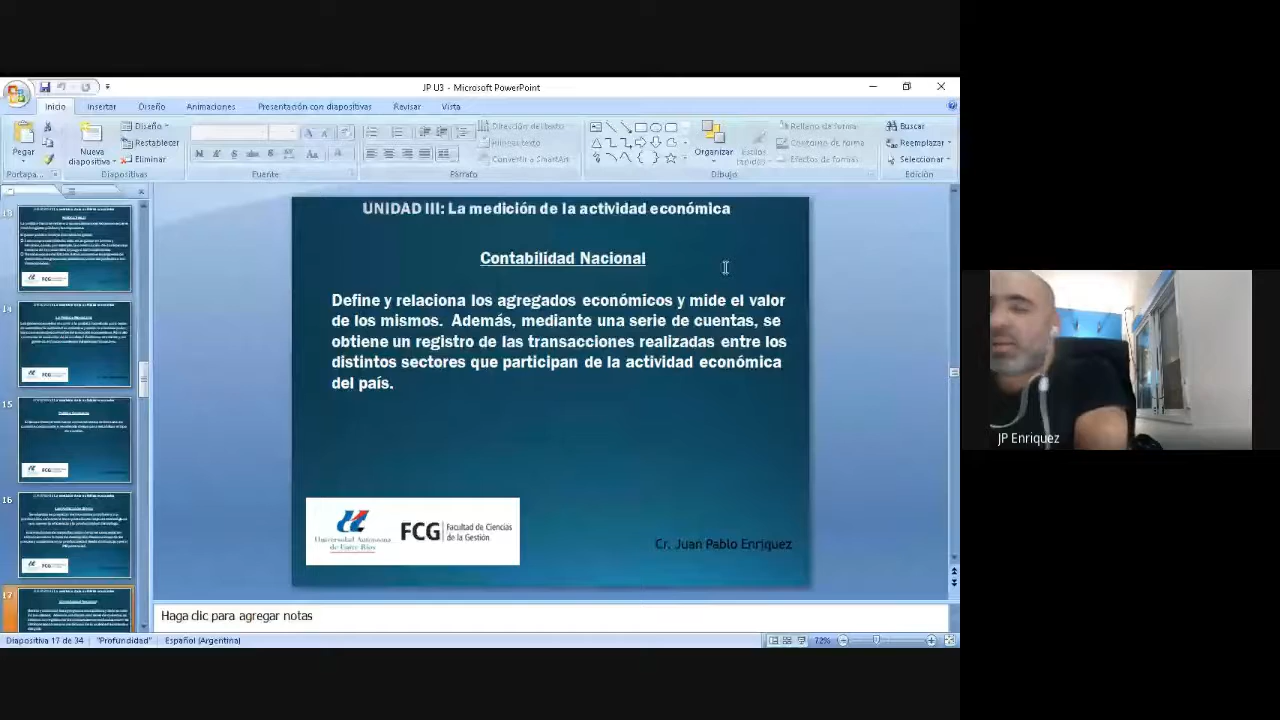 JP U3 - Microsoft PowerPoint
Inicio Insertar Diseño Animaciones Presentación con diapositivas Revisar Vista
Pegar
Nueva diapositiva
Diseño
Restablecer
Eliminar
Dirección del texto
Alinear texto
Convertir a SmartArt
Organizar
Estilos rápidos
Relleno de forma
Contorno de forma
Efectos de formas
Buscar
Reemplazar
Seleccionar
Portapa... Diapositivas Fuente Párrafo Dibujo Edición
UNIDAD III: La medición de la actividad económica
Contabilidad Nacional
Define y relaciona los agregados económicos y mide el valor
de los mismos. Además, mediante una serie de cuentas,se
obtiene un registro de las transacciones realizadas entre los
distintos sectores que participan de la actividad económica
del país.
Universidad Autónoma
de Entre Ríos
FCG Facultad de Ciencias
de la Gestión
Cr. Juan Pablo Enriquez
13
14
15
16
17
Haga clic para agregar notas
Diapositiva 17 de 34 "Profundidad" Español (Argentina) 72%
JP Enriquez